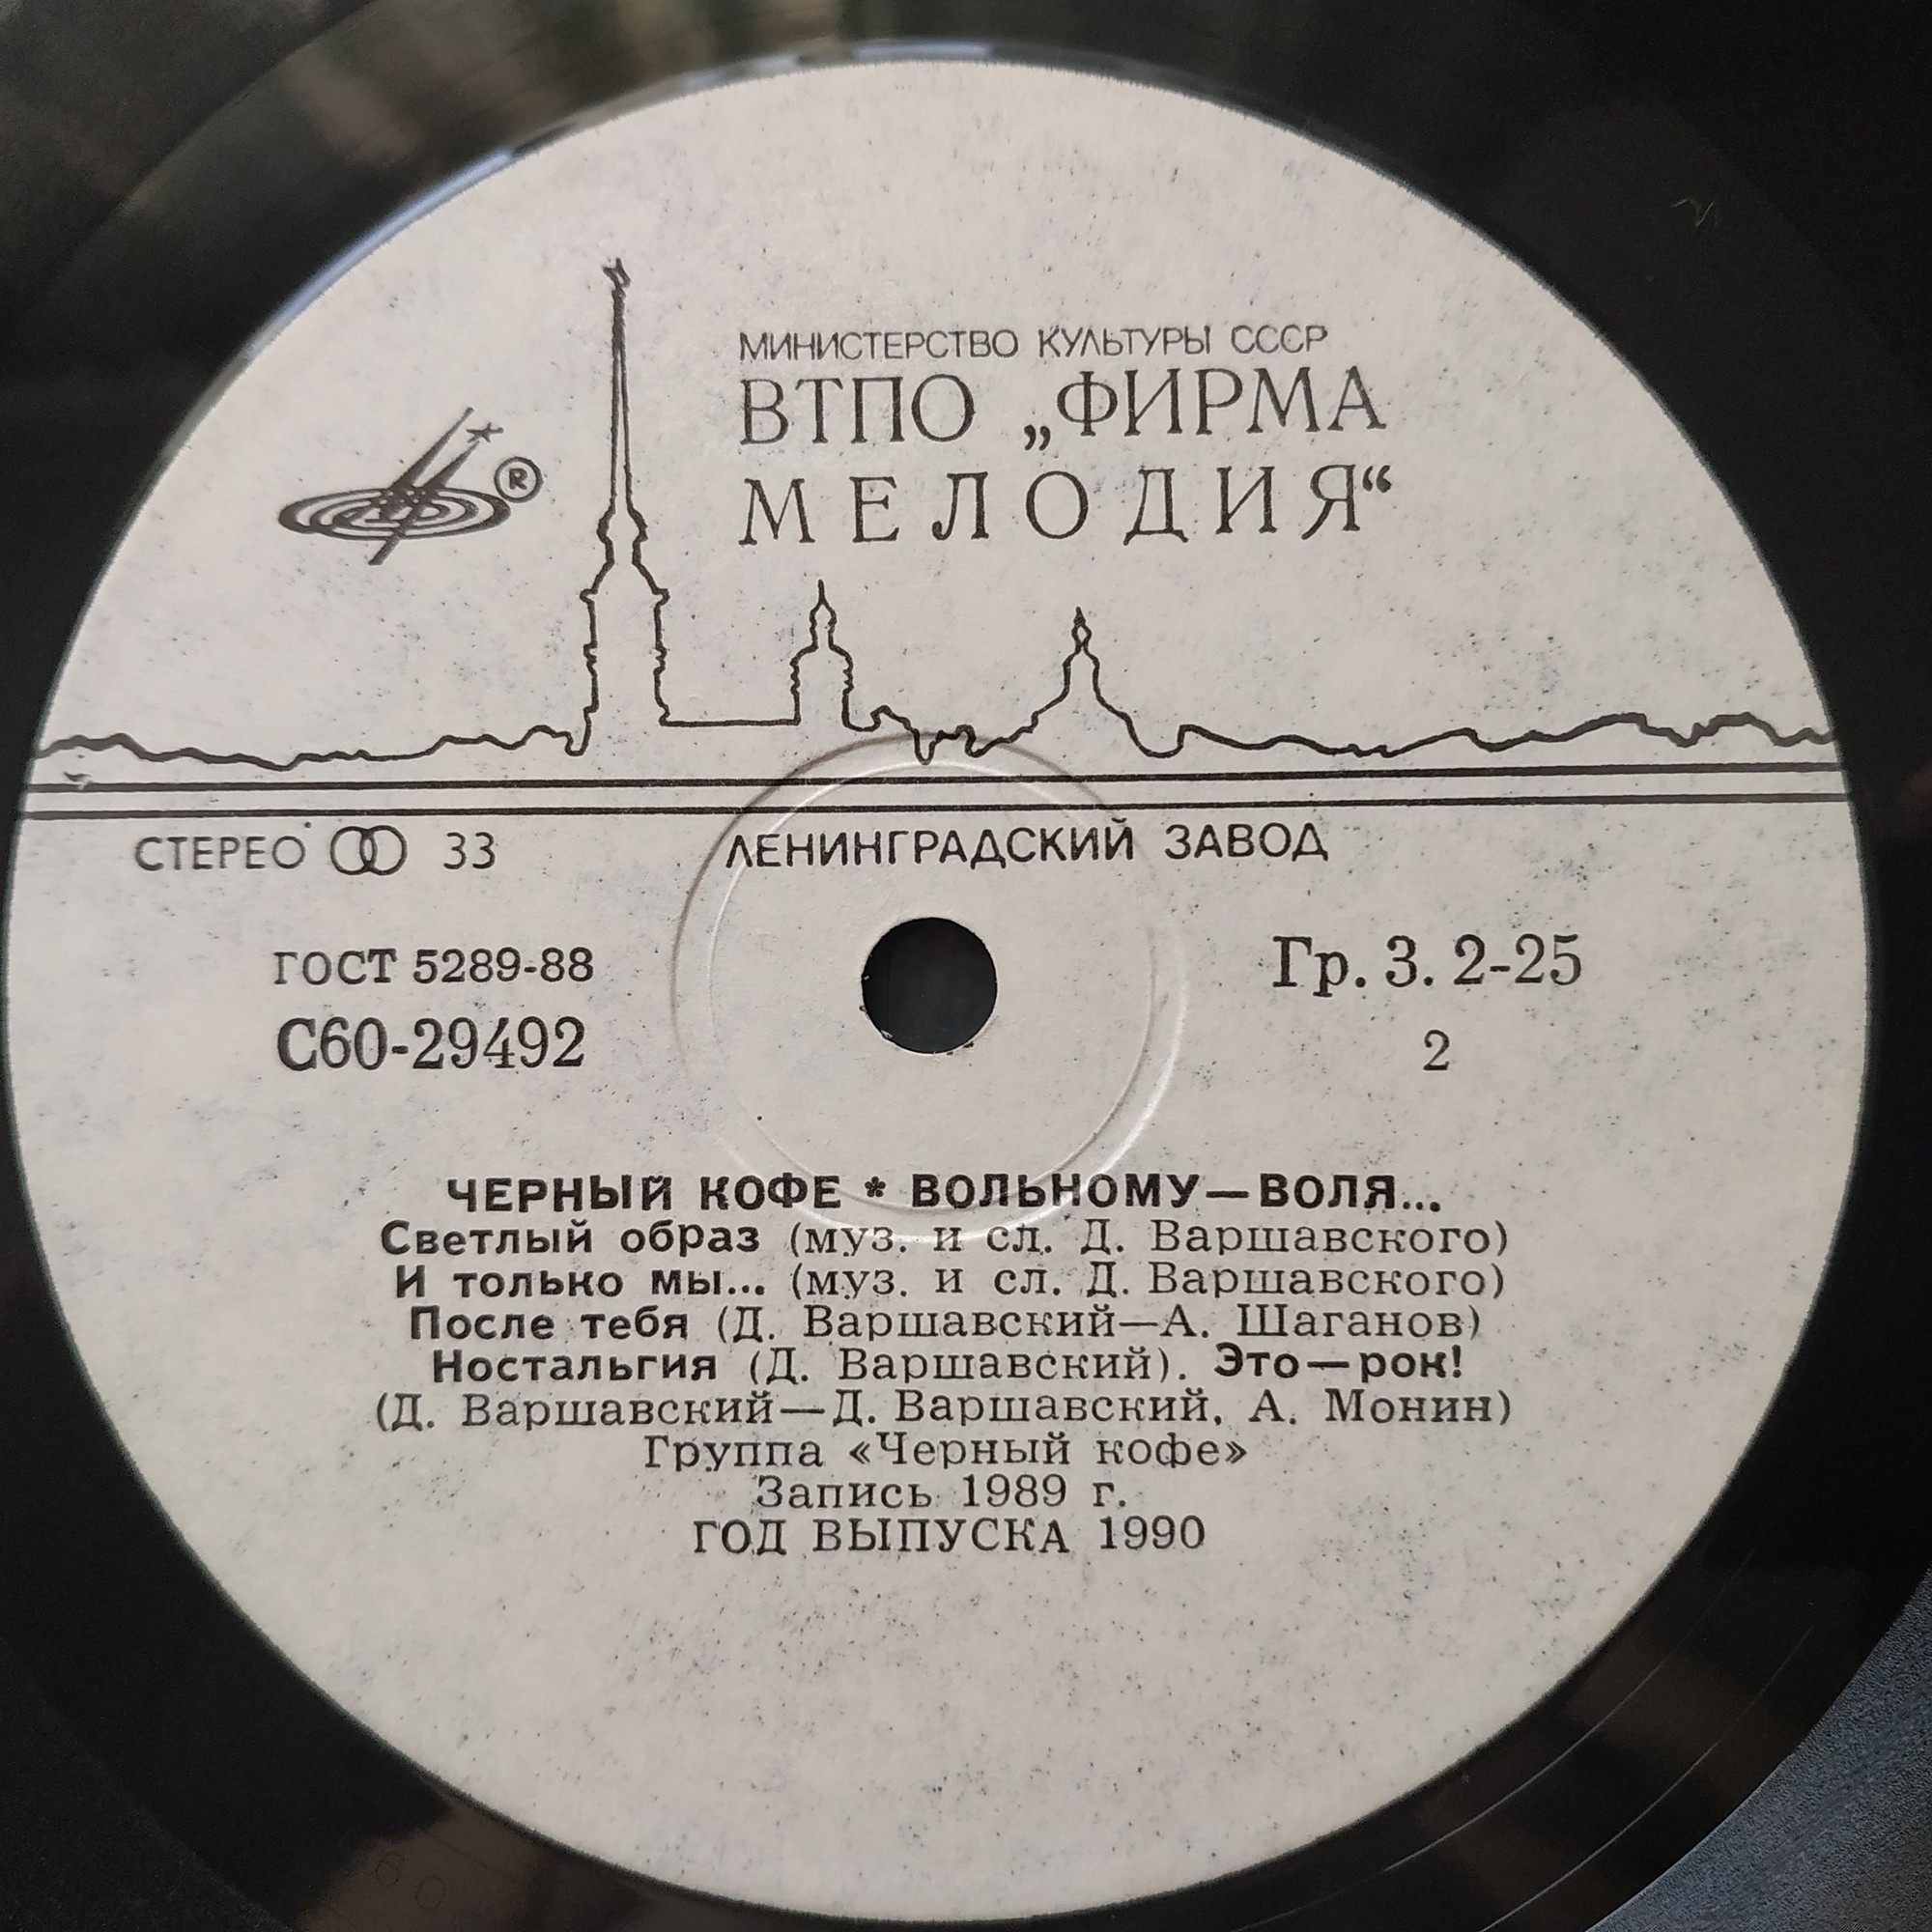 МИНИСТЕРСТВО КУЛЬТУРЫ СССР
ВТПО „ФИРМА
МЕЛОДИЯ“
®
СТЕРЕО 33
ЛЕНИНГРАДСКИЙ ЗАВОД
ГОСТ 5289-88
С60-29492
Гр. 3. 2-25
2
ЧЕРНЫЙ КОФЕ * ВОЛЬНОМУ — ВОЛЯ...
Светлый образ (муз. и сл. Д. Варшавского)
И только мы... (муз. и сл. Д. Варшавского)
После тебя (Д. Варшавский—А. Шаганов)
Ностальгия (Д. Варшавский). Это — рок!
(Д. Варшавский—Д. Варшавский, А. Монин)
Группа «Черный кофе»
Запись 1989 г.
ГОД ВЫПУСКА 1990